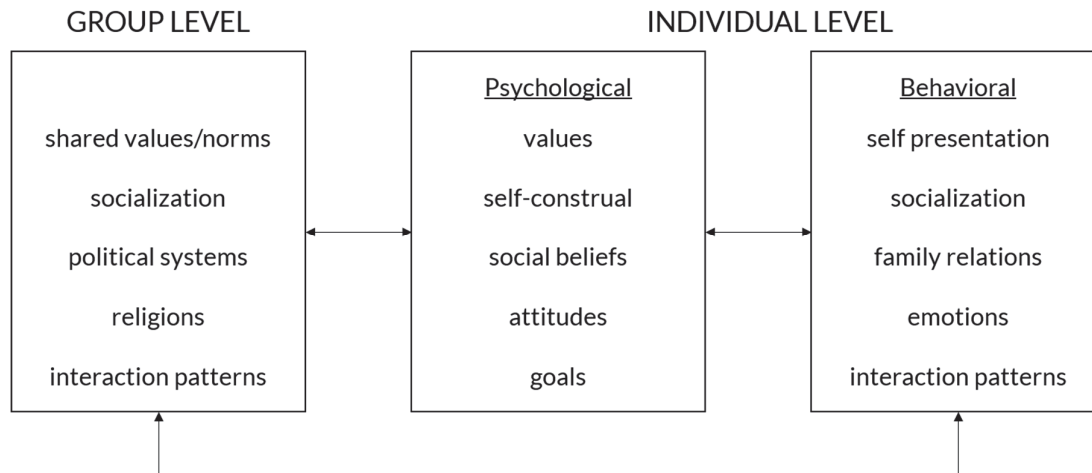 GROUP LEVEL
INDIVIDUAL LEVEL
shared values/norms
socialization
political systems
religions
interaction patterns
Psychological
values
self-construal
social beliefs
attitudes
goals
Behavioral
self presentation
socialization
family relations
emotions
interaction patterns